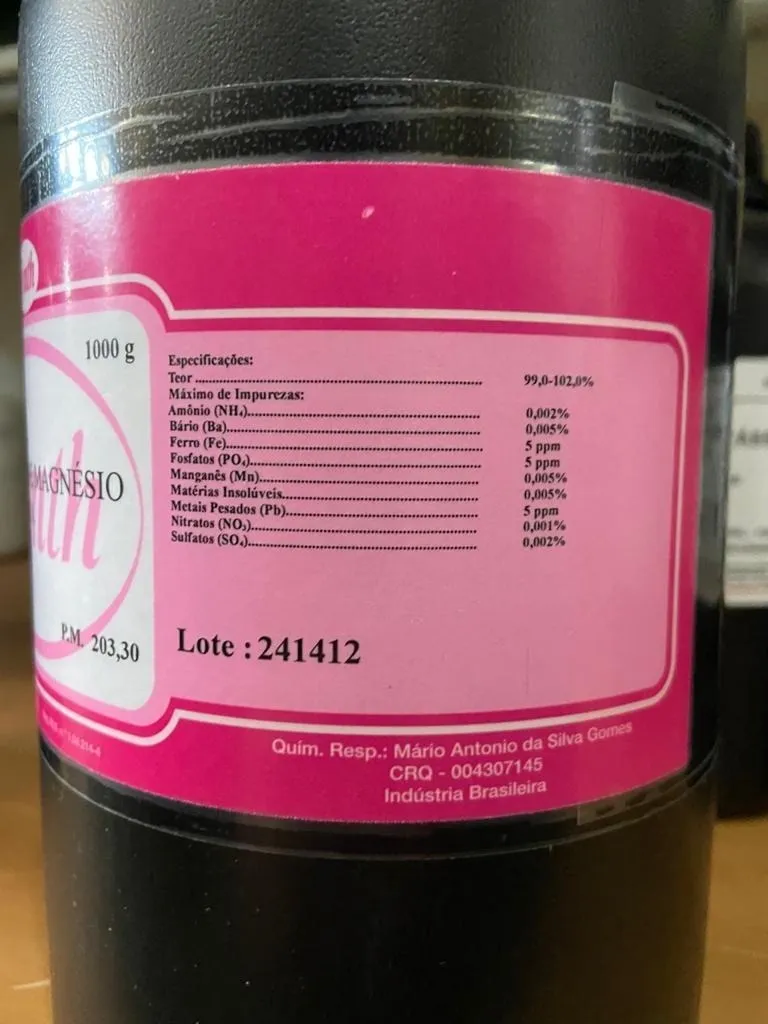 1000 g
MAGNÉSIO
P.M. 203,30
Especificações:
Teor ........ 99,0-102,0%
Máximo de Impurezas:
Amônio (NH₄)........ 0,002%
Bário (Ba)........ 0,005%
Ferro (Fe)........ 5 ppm
Fosfatos (PO₄)........ 5 ppm
Manganês (Mn)........ 0,005%
Matérias Insolúveis........ 0,005%
Metais Pesados (Pb)........ 5 ppm
Nitratos (NO₃)........ 0,001%
Sulfatos (SO₄)........ 0,002%
Lote : 241412
Quím. Resp.: Mário Antonio da Silva Gomes
CRQ - 004307145
Indústria Brasileira